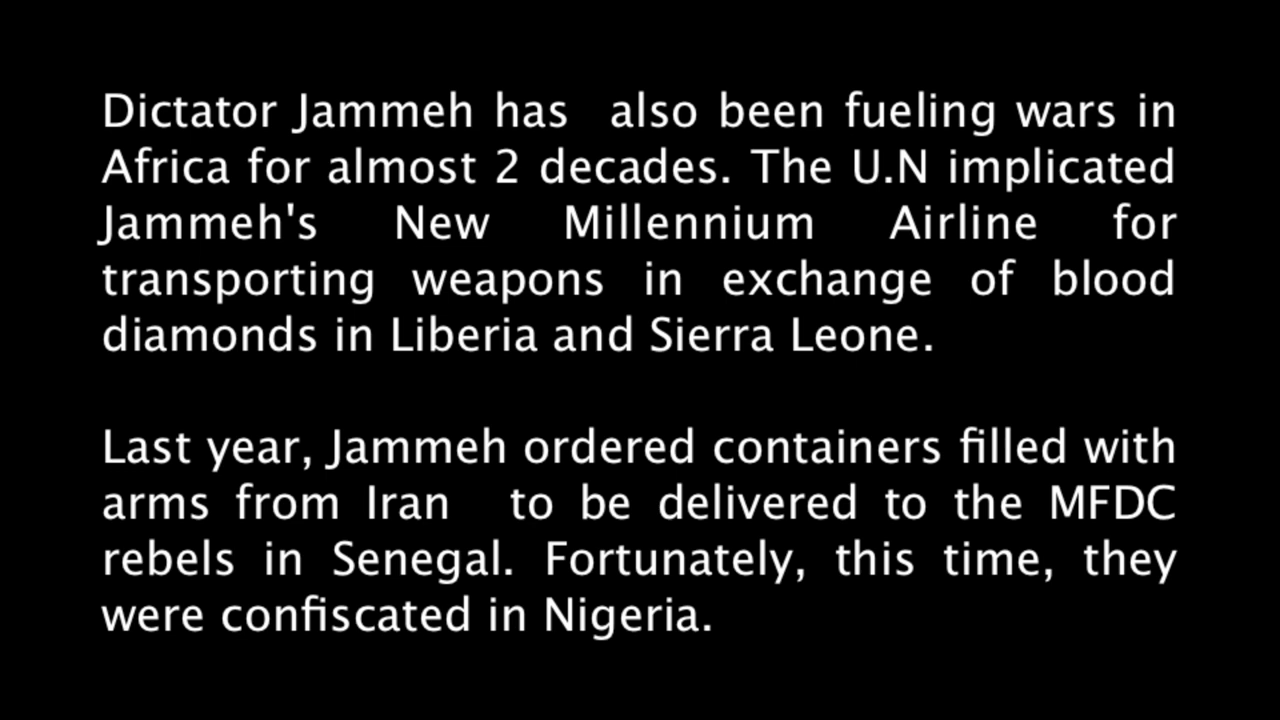 Dictator Jammeh has also been fueling wars in
Africa for almost 2 decades. The U.N implicated
Jammeh's New Millennium Airline for
transporting weapons in exchange of blood
diamonds in Liberia and Sierra Leone.
Last year, Jammeh ordered containers filled with
arms from Iran to be delivered to the MFDC
rebels in Senegal. Fortunately, this time, they
were confiscated in Nigeria.